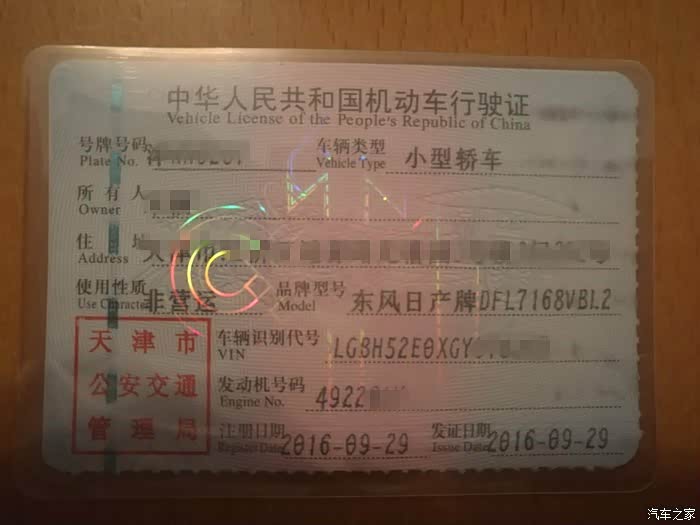 中华人民共和国机动车行驶证
Vehicle License of the People's Republic of China
号牌号码
Plate No.
车辆类型 小型轿车
Vehicle Type
所有人
Owner
住址 天津市
Address
使用性质 非营运
Use Character
品牌型号 东风日产牌DFL7168VBL2
Model
天津市
公安交通
管理局
车辆识别代号 LGBH52E0XGY
VIN
发动机号码 4922
Engine No.
注册日期 2016-09-29
Register Date
发证日期 2016-09-29
Issue Date
汽车之家